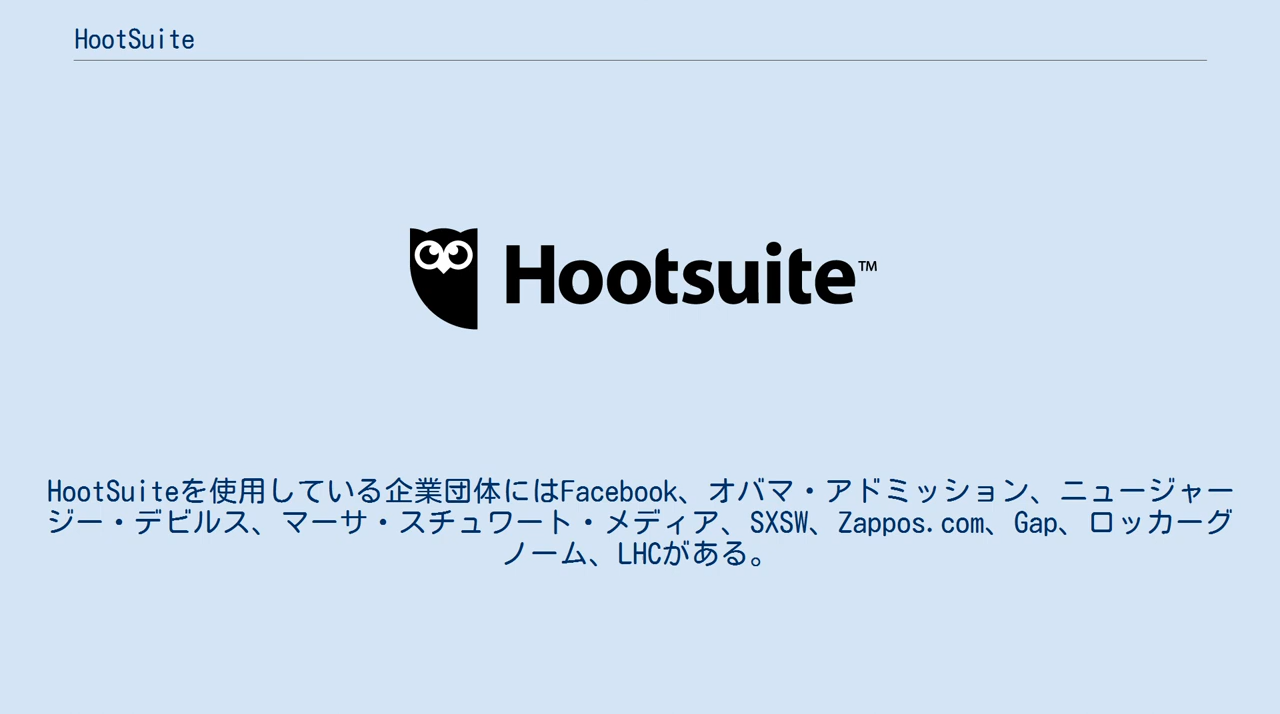 HootSuite
Hootsuite™
HootSuiteを使用している企業団体にはFacebook、オバマ・アドミッション、ニュージャー
ジー・デビルス、マーサ・スチュワート・メディア、SXSW、Zappos.com、Gap、ロッカーグ
ノーム、LHCがある。